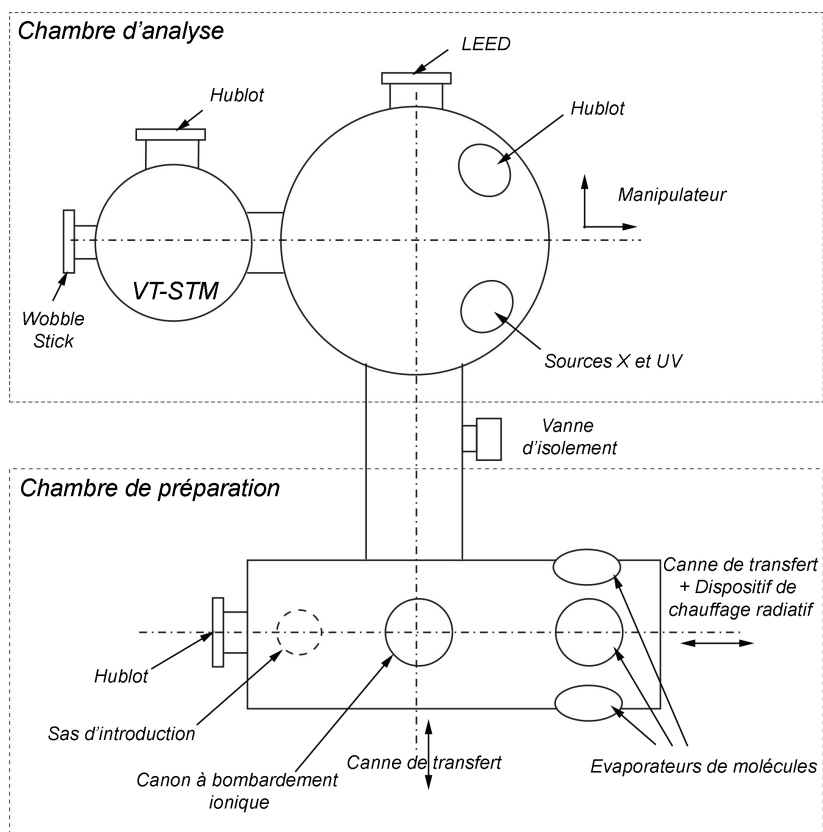 Chambre d'analyse
LEED
Hublot
Hublot
Manipulateur
VT-STM
Wobble
Stick
Sources X et UV
Vanne
d'isolement
Chambre de préparation
Canne de transfert
+ Dispositif de
chauffage radiatif
Hublot
Sas d'introduction
Canne de transfert
Evaporateurs de molécules
Canon à bombardement
ionique